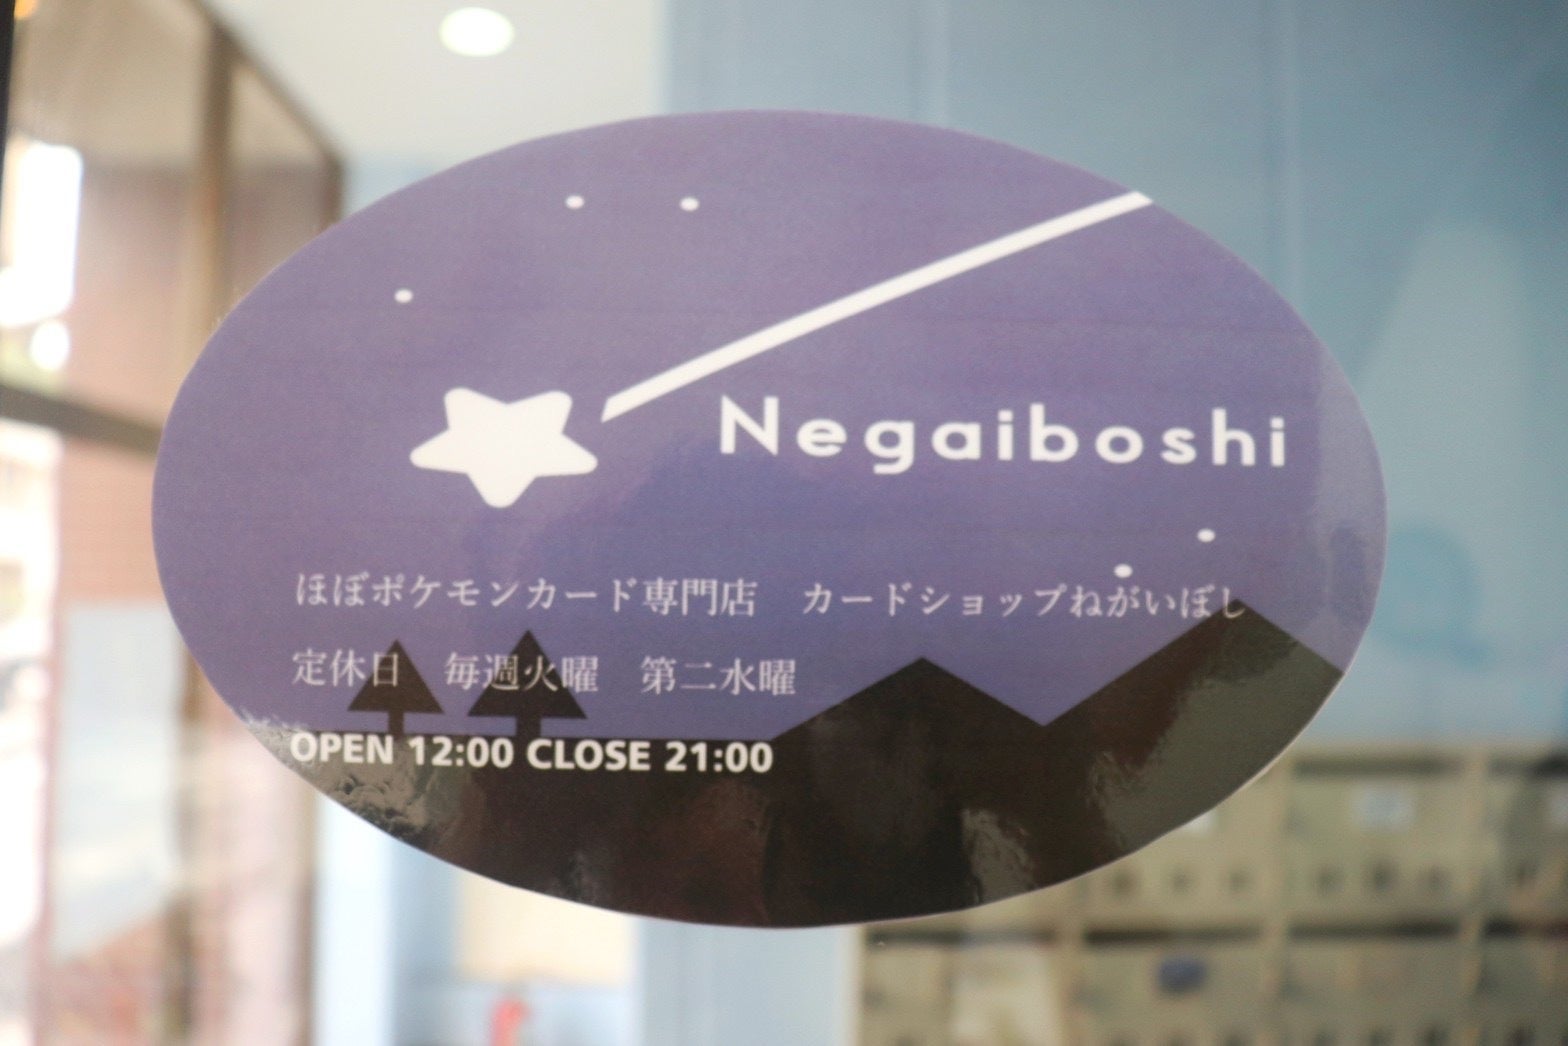 Negaiboshi
ほぼポケモンカード専門店　カードショップねがいぼし
定休日　毎週火曜　第二水曜
OPEN 12:00 CLOSE 21:00